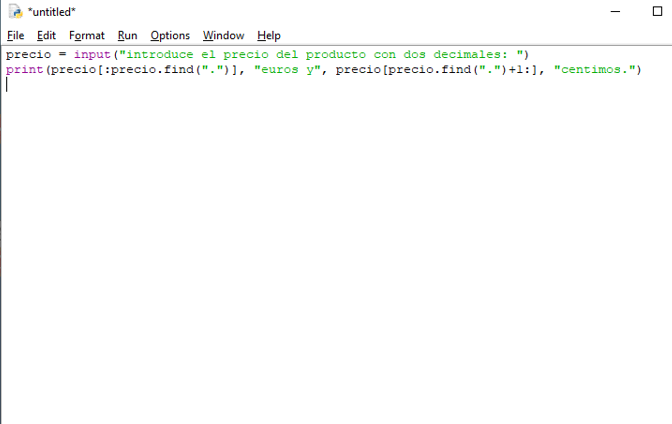 *untitled*
File Edit Format Run Options Window Help
precio = input("introduce el precio del producto con dos decimales: ")
print(precio[:precio.find(".")], "euros y", precio[precio.find(".")+1:], "centimos.")